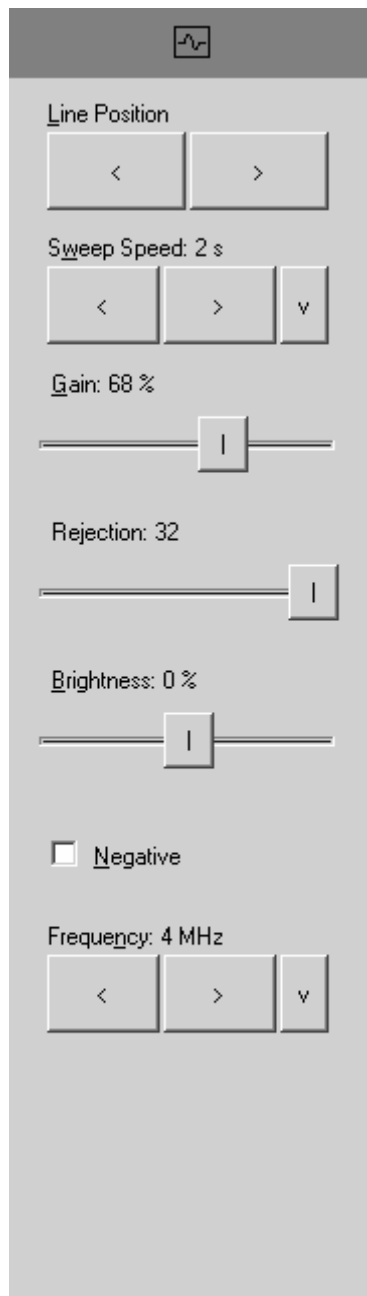 Line Position
< >
Sweep Speed: 2 s
< > v
Gain: 68 %
Rejection: 32
Brightness: 0 %
Negative
Frequency: 4 MHz
< > v